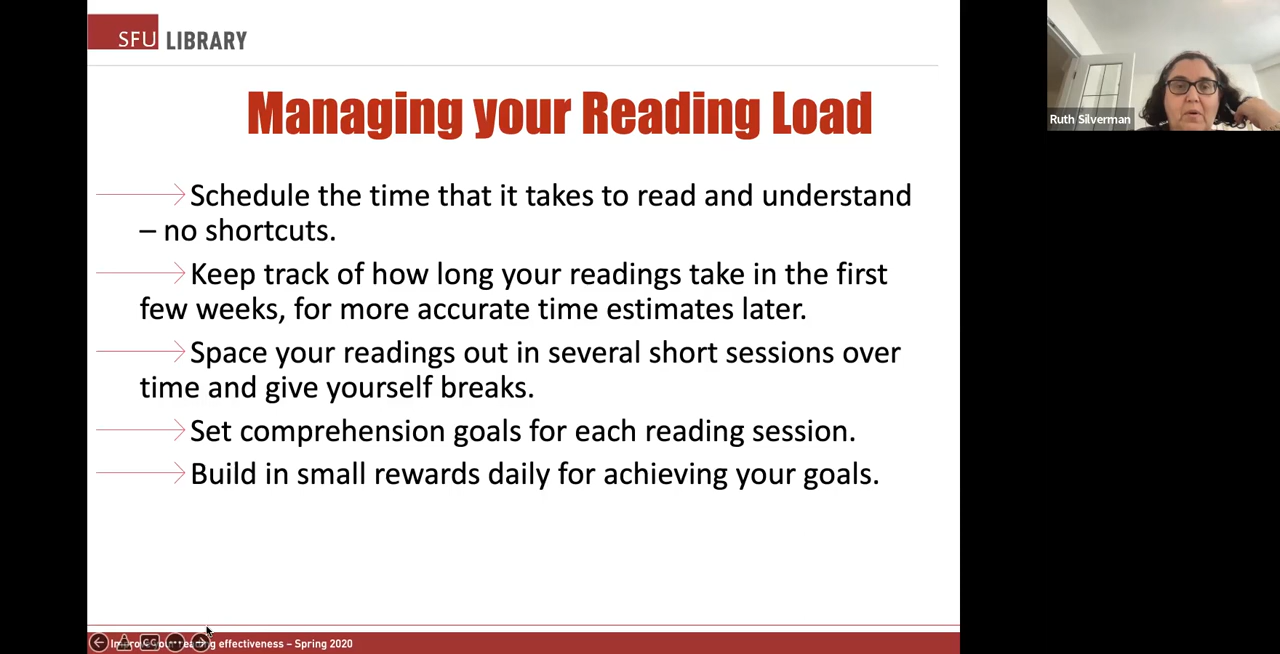 SFU LIBRARY
Managing your Reading Load
Schedule the time that it takes to read and understand
– no shortcuts.
Keep track of how long your readings take in the first
few weeks, for more accurate time estimates later.
Space your readings out in several short sessions over
time and give yourself breaks.
Set comprehension goals for each reading session.
Build in small rewards daily for achieving your goals.
effectiveness – Spring 2020
Ruth Silverman